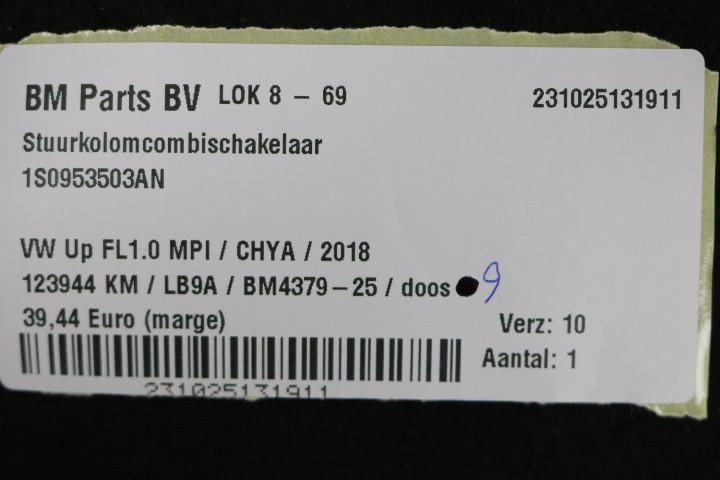 BM Parts BV LOK 8 - 69 231025131911
Stuurkolomcombischakelaar
1S0953503AN
VW Up FL1.0 MPI / CHYA / 2018
123944 KM / LB9A / BM4379-25 / doos 9
39,44 Euro (marge) Verz: 10
Aantal: 1
231025131911